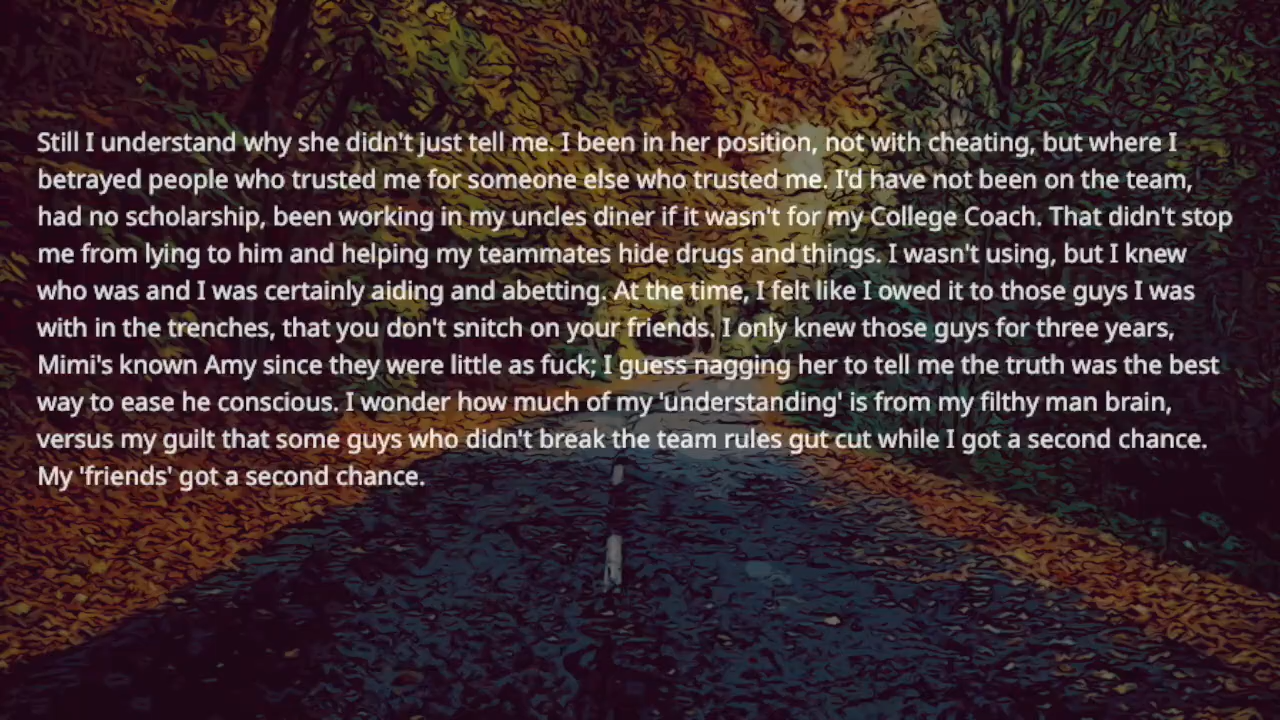 Still I understand why she didn't just tell me. I been in her position, not with cheating, but where I
betrayed people who trusted me for someone else who trusted me. I'd have not been on the team,
had no scholarship, been working in my uncles diner if it wasn't for my College Coach. That didn't stop
me from lying to him and helping my teammates hide drugs and things. I wasn't using, but I knew
who was and I was certainly aiding and abetting. At the time, I felt like I owed it to those guys I was
with in the trenches, that you don't snitch on your friends. I only knew those guys for three years,
Mimi's known Amy since they were little as fuck; I guess nagging her to tell me the truth was the best
way to ease he conscious. I wonder how much of my 'understanding' is from my filthy man brain,
versus my guilt that some guys who didn't break the team rules gut cut while I got a second chance.
My 'friends' got a second chance.